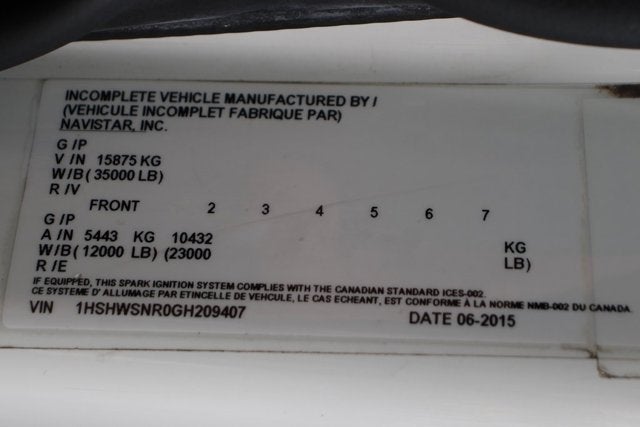 INCOMPLETE VEHICLE MANUFACTURED BY /
(VEHICULE INCOMPLET FABRIQUE PAR)
NAVISTAR, INC.
G /P
V /N 15875 KG
W/B( 35000 LB)
R /V
FRONT 2 3 4 5 6 7
G /P
A /N 5443 KG 10432 KG
W/B( 12000 LB) (23000 LB)
R /E
IF EQUIPPED, THIS SPARK IGNITION SYSTEM COMPLIES WITH THE CANADIAN STANDARD ICES-002.
CE SYSTEME D' ALLUMAGE PAR ETINCELLE DE VEHICULE, LE CAS ECHEANT, EST CONFORME À LA NORME NMB-002 DU CANADA.
VIN 1HSHWSNR0GH209407 DATE 06-2015